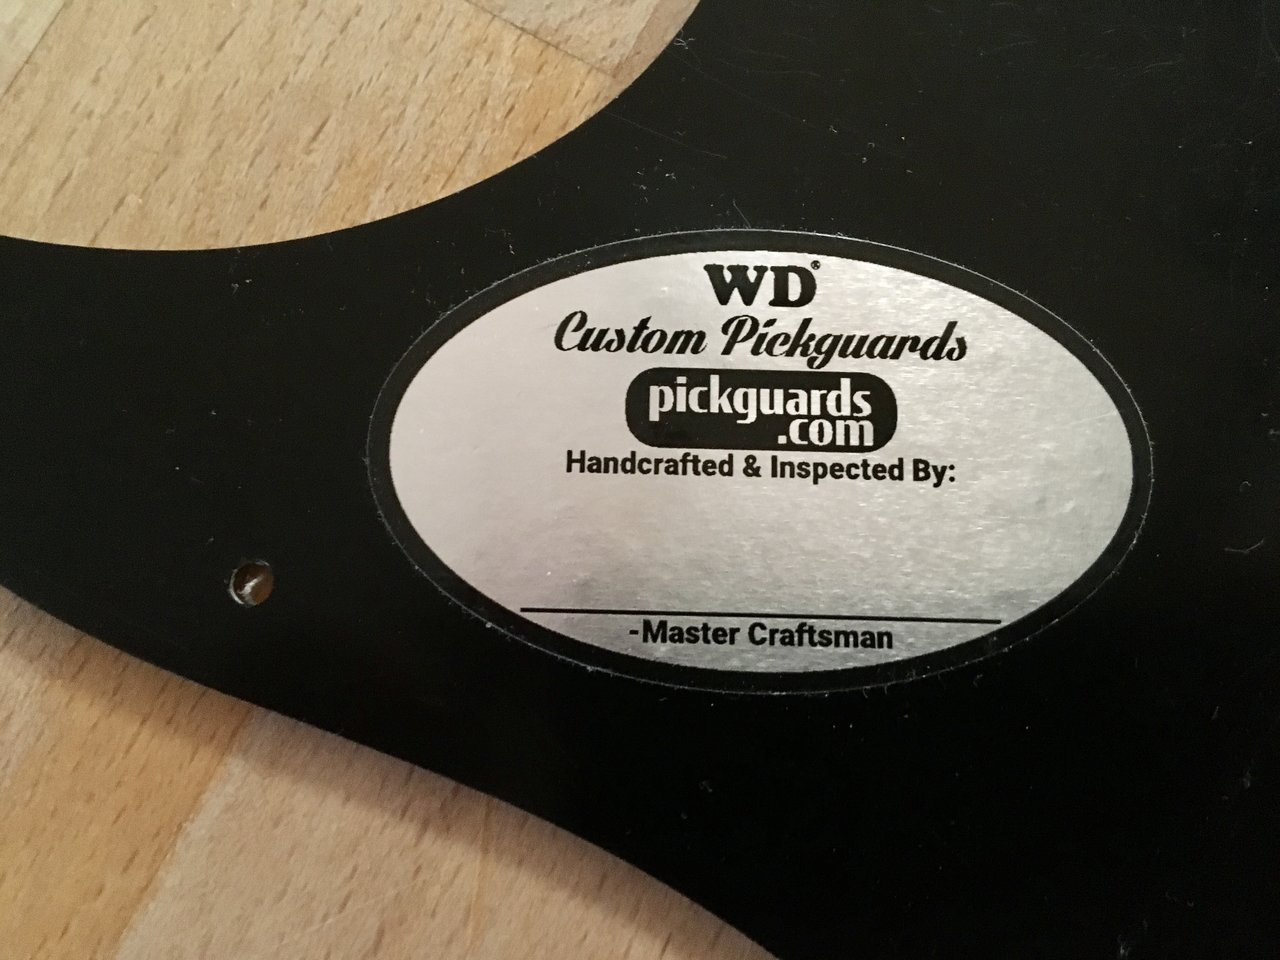 WD®
Custom Pickguards
pickguards
.com
Handcrafted & Inspected By:
-Master Craftsman